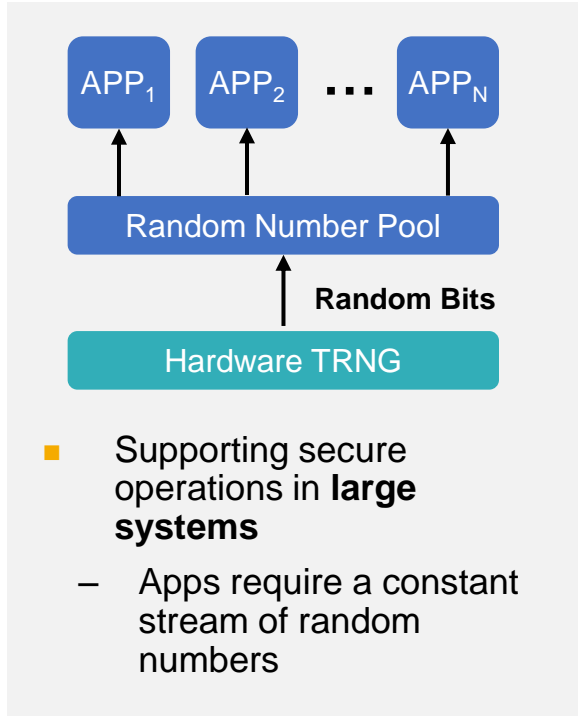 APP₁ APP₂ ... APP_N
Random Number Pool
Random Bits
Hardware TRNG
▪ Supporting secure
operations in large
systems
– Apps require a constant
stream of random
numbers